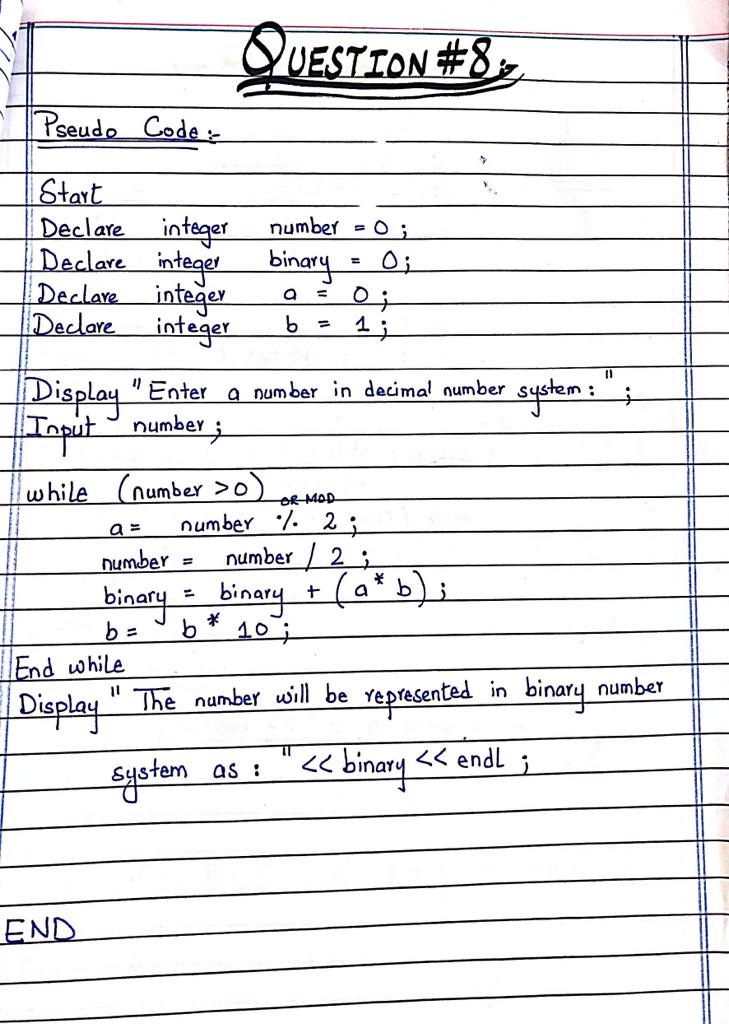 QUESTION #8:-
Pseudo Code:-
Start
Declare integer number = 0;
Declare integer binary = 0;
Declare integer a = 0;
Declare integer b = 1;
Display "Enter a number in decimal number system: ";
Input number;
while (number >0)
OR MOD
a = number % 2;
number = number / 2;
binary = binary + (a* b);
b = b * 10;
End while
Display " The number will be represented in binary number
system as : " << binary << endl ;
END